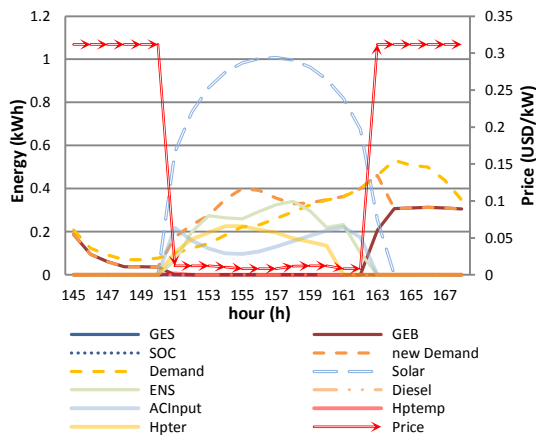 1.2 0.35
1 0.3
0.8 0.25
0.6 0.2
0.4 0.15
0.2 0.1
0 0.05
0
Energy (kWh)
Price (USD/kW)
145 147 149 151 153 155 157 159 161 163 165 167
hour (h)
GES GEB
SOC new Demand
Demand Solar
ENS Diesel
ACInput Hptemp
Hpter Price